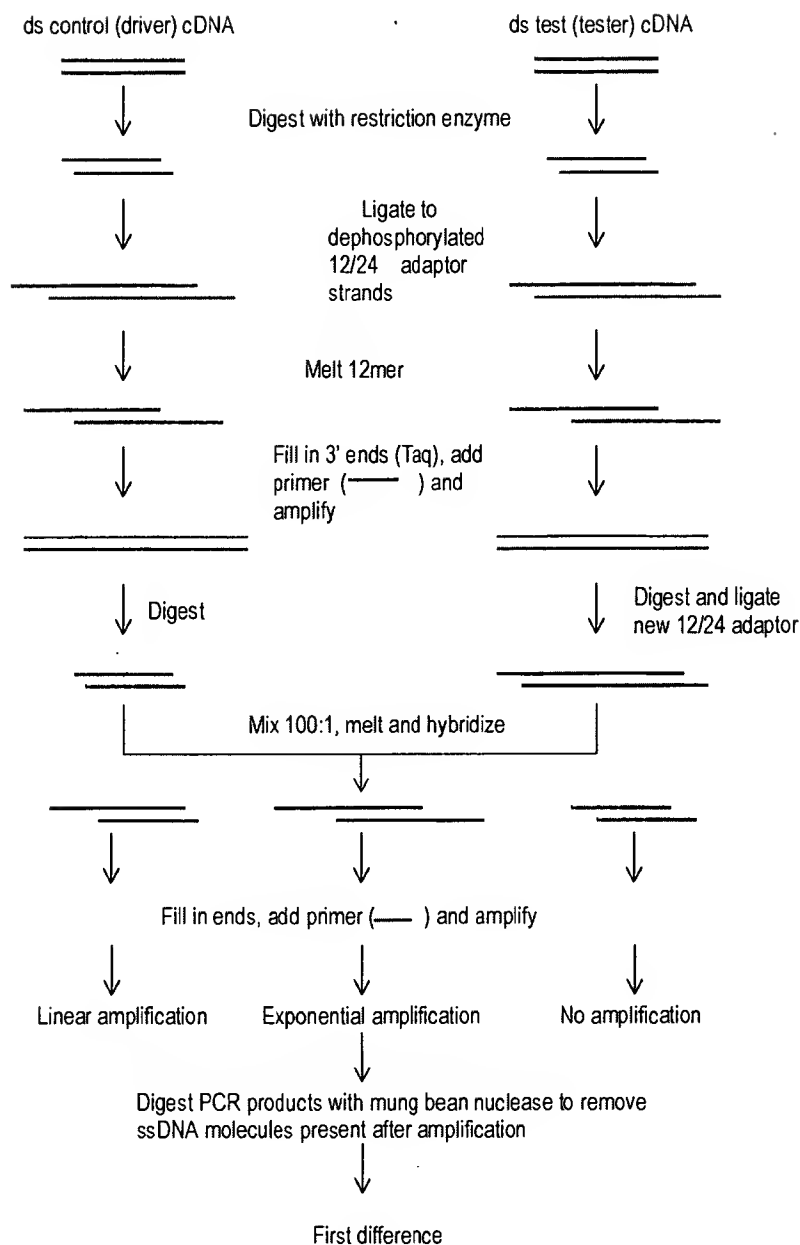 ds control (driver) cDNA
ds test (tester) cDNA
Digest with restriction enzyme
Ligate to
dephosphorylated
12/24 adaptor
strands
Melt 12mer
Fill in 3' ends (Taq), add
primer ( ) and
amplify
Digest
Digest and ligate
new 12/24 adaptor
Mix 100:1, melt and hybridize
Fill in ends, add primer ( ) and amplify
Linear amplification
Exponential amplification
No amplification
Digest PCR products with mung bean nuclease to remove
ssDNA molecules present after amplification
First difference